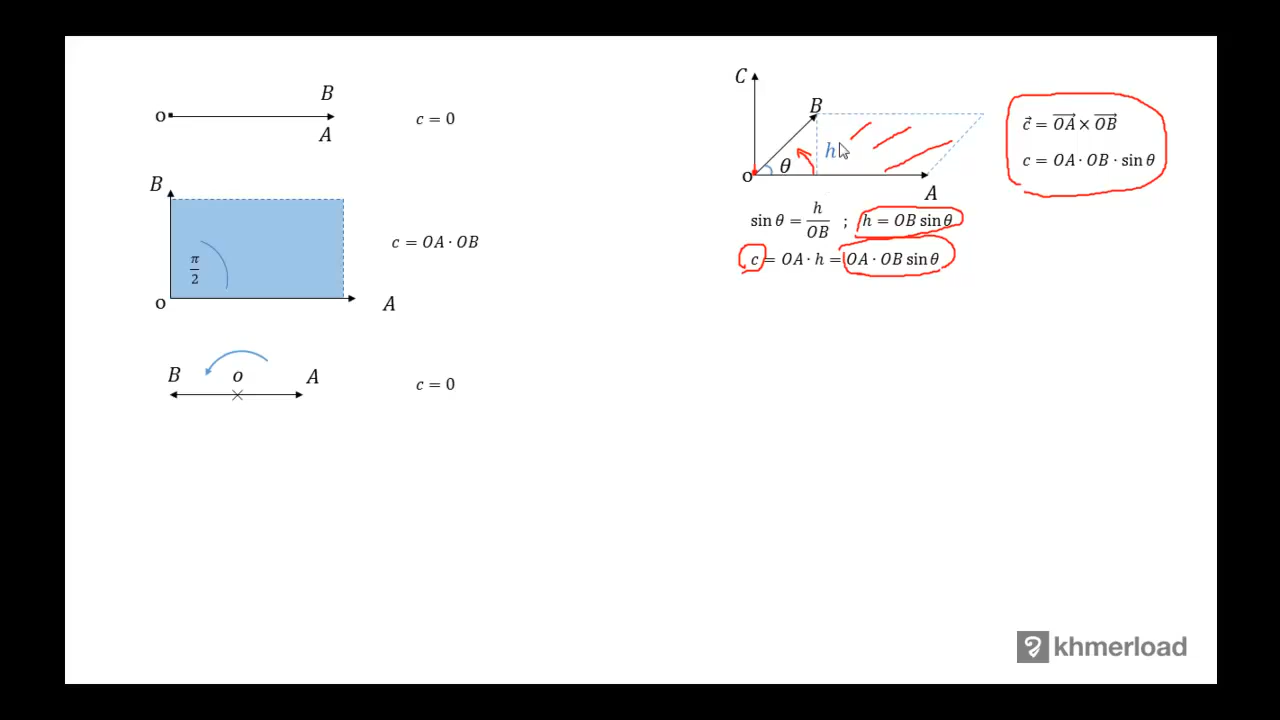 B
O
A
c = 0
B
π/2
c = OA · OB
O
A
B
o
A
c = 0
C
B
h
θ
O
A
sin θ = h/OB ; h = OB sin θ
c = OA · h = OA · OB sin θ
c⃗ = OA⃗ × OB⃗
c = OA · OB · sin θ
khmerload